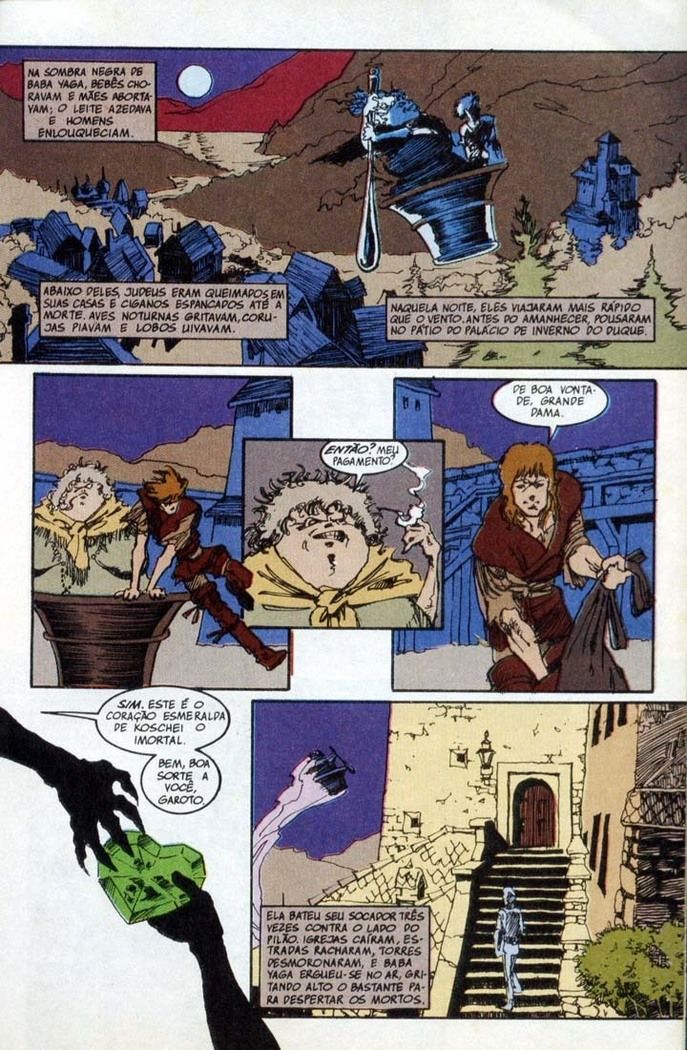 NA SOMBRA NEGRA DE
BABA YAGA, BEBÊS CHO-
RAVAM E MÃES ABORTA-
VAM; O LEITE AZEDAVA
E HOMENS
ENLOUQUECIAM.
ABAIXO DELES, JUDEUS ERAM QUEIMADOS EM
SUAS CASAS E CIGANOS ESPANCADOS ATÉ A
MORTE. AVES NOTURNAS GRITAVAM, CORU-
JAS PIAVAM E LOBOS UIVAVAM.
NAQUELA NOITE, ELES VIAJARAM MAIS RÁPIDO
QUE O VENTO. ANTES DO AMANHECER, POUSARAM
NO PÁTIO DO PALÁCIO DE INVERNO DO DUQUE.
ENTÃO? MEU
PAGAMENTO?
DE BOA VONTA-
DE, GRANDE
DAMA.
SIM. ESTE É O
CORAÇÃO ESMERALDA
DE KOSCHEI O
IMORTAL.
BEM, BOA
SORTE A
VOCÊ,
GAROTO.
ELA BATEU SEU SOCADOR TRÊS
VEZES CONTRA O LADO DO
PILÃO. IGREJAS CAÍRAM, ES-
TRADAS RACHARAM, TORRES
DESMORONARAM, E BABA
YAGA ERGUEU-SE NO AR, GRI-
TANDO ALTO O BASTANTE PA-
RA DESPERTAR OS MORTOS.